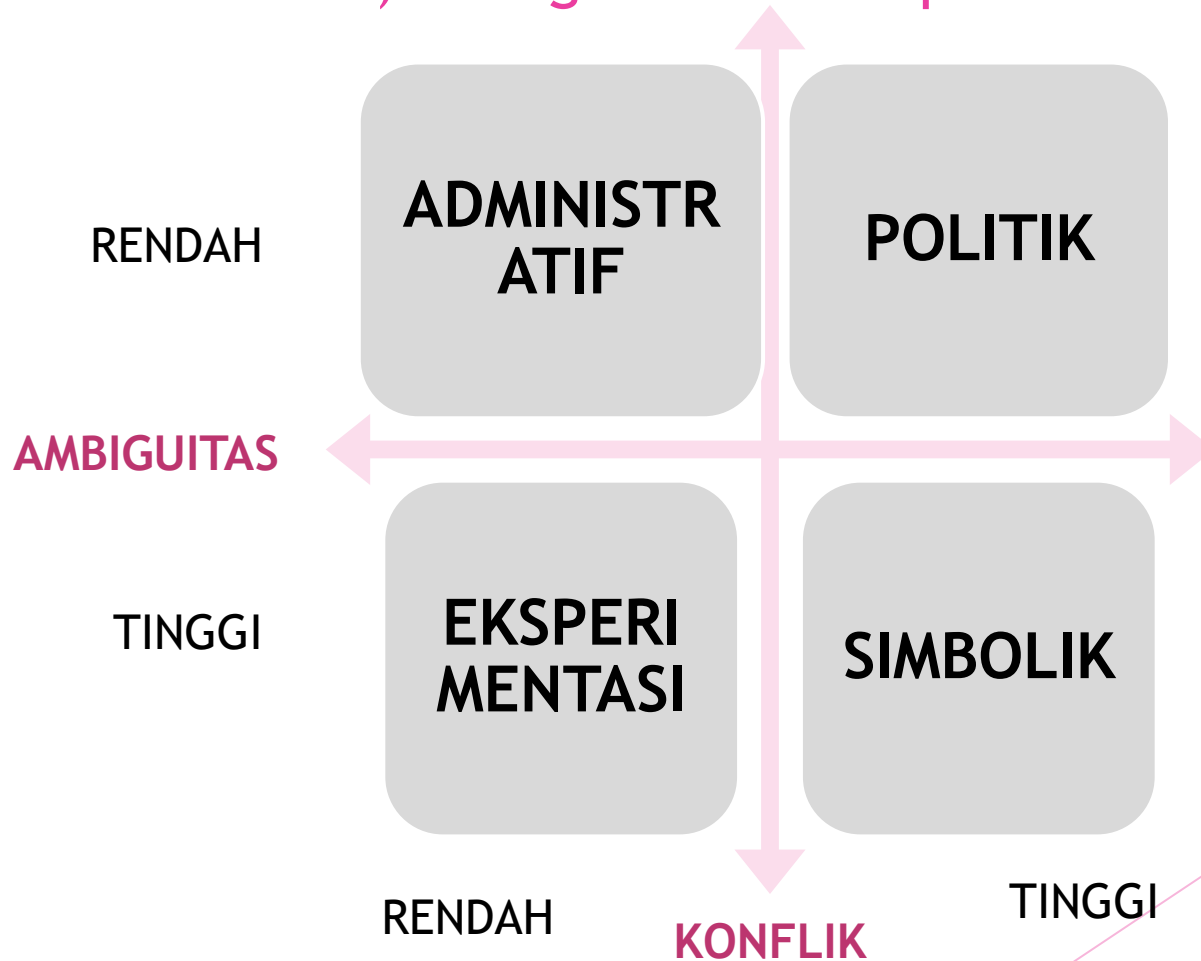 ADMINISTR
ATIF
POLITIK
RENDAH
AMBIGUITAS
TINGGI
EKSPERI
MENTASI
SIMBOLIK
RENDAH
KONFLIK
TINGGI